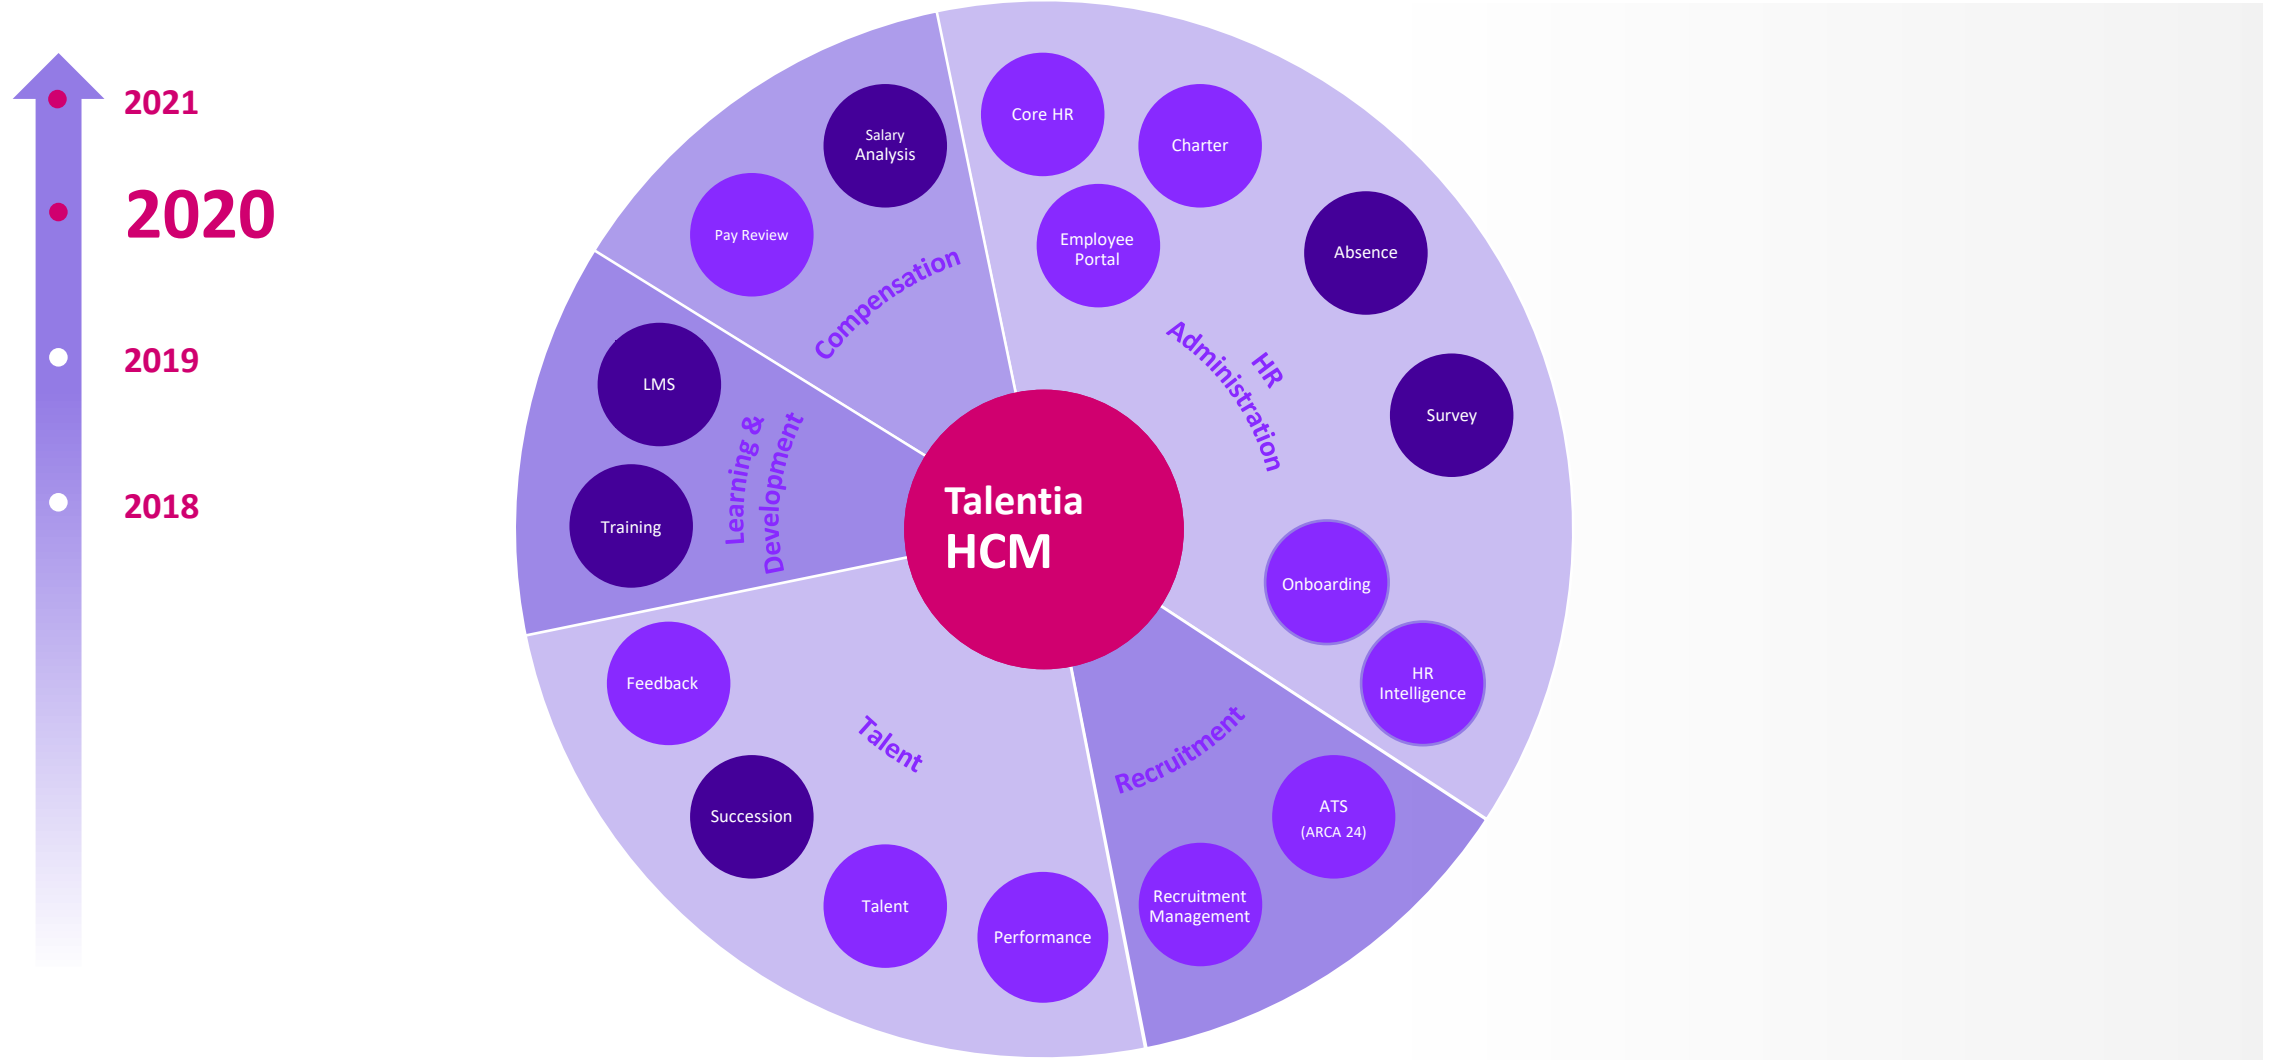 2021
2020
2019
2018
Salary
Analysis
Pay Review
Compensation
Core HR
Charter
Employee
Portal
Absence
Survey
HR
Administration
Onboarding
HR
Intelligence
LMS
Training
Learning &
Development
Talentia
HCM
Feedback
Succession
Talent
Performance
Talent
Recruitment
ATS
(ARCA 24)
Recruitment
Management